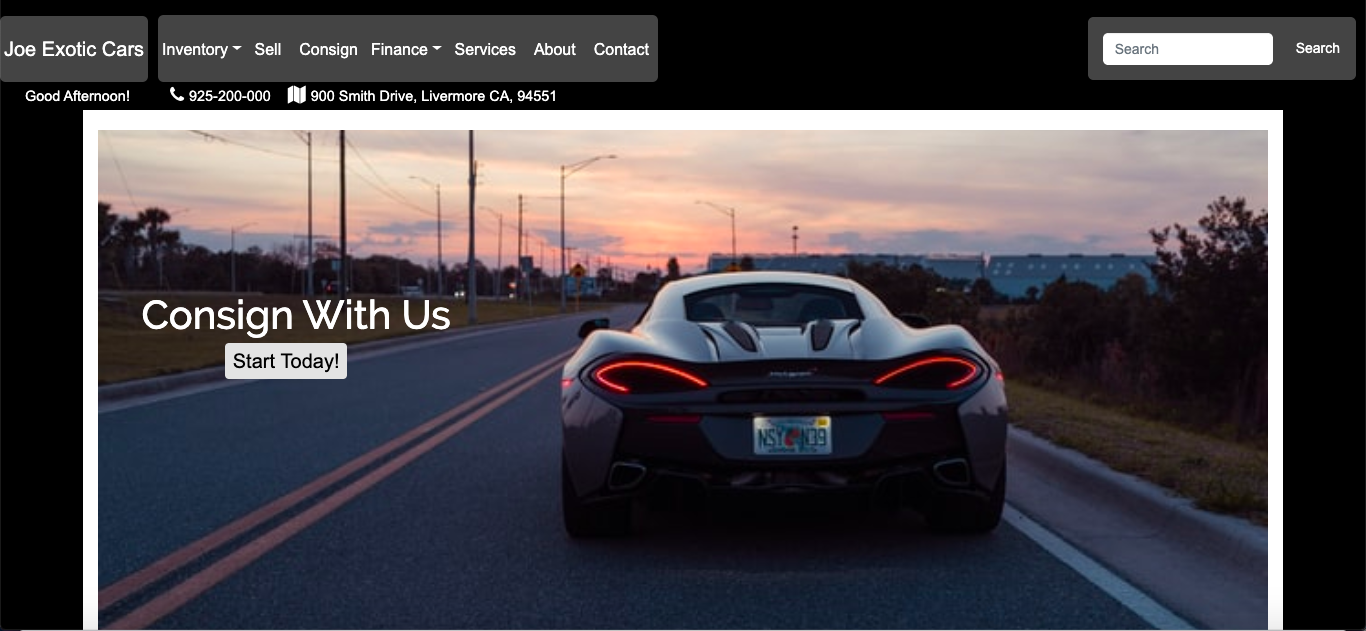 Joe Exotic Cars
Inventory Sell Consign Finance Services About Contact
Search Search
Good Afternoon! 925-200-000 900 Smith Drive, Livermore CA, 94551
Consign With Us
Start Today!
NSY N39